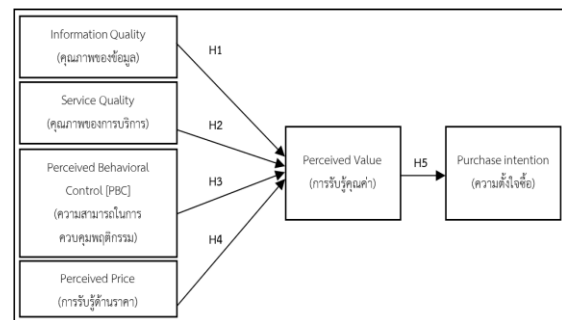 Information Quality
(คุณภาพของข้อมูล)
H1
Service Quality
(คุณภาพของการบริการ)
H2
Perceived Behavioral
Control [PBC]
(ความสามารถในการ
ควบคุมพฤติกรรม)
H3
H4
Perceived Price
(การรับรู้ด้านราคา)
Perceived Value
(การรับรู้คุณค่า)
H5
Purchase intention
(ความตั้งใจซื้อ)